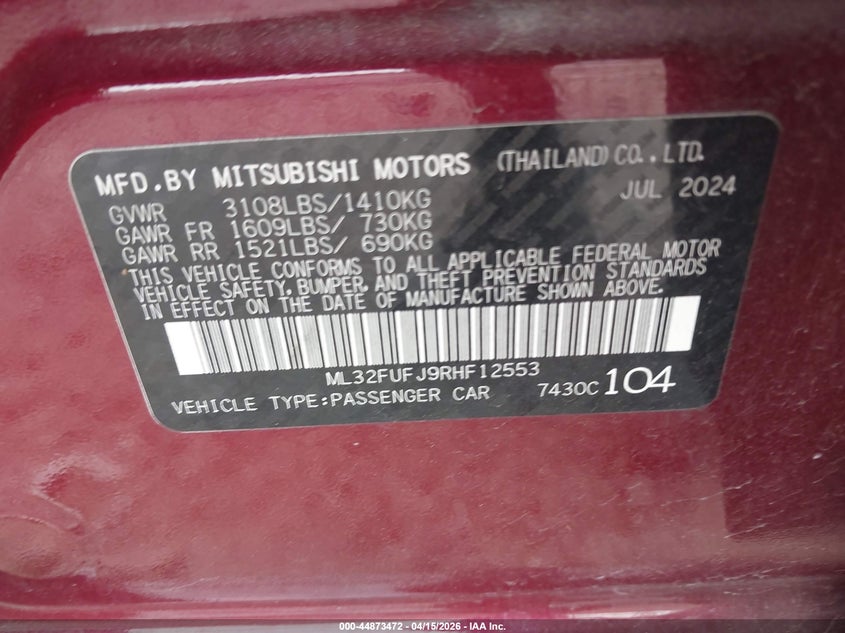 MFD.BY MITSUBISHI MOTORS (THAILAND)CO.,LTD.
GVWR 3108LBS/1410KG JUL 2024
GAWR FR 1609LBS/ 730KG
GAWR RR 1521LBS/ 690KG
THIS VEHICLE CONFORMS TO ALL APPLICABLE FEDERAL MOTOR
VEHICLE SAFETY, BUMPER, AND THEFT PREVENTION STANDARDS
IN EFFECT ON THE DATE OF MANUFACTURE SHOWN ABOVE.
ML32FUFJ9RHF12553
VEHICLE TYPE:PASSENGER CAR 7430C 104
000-44873472 - 04/15/2026 - IAA Inc.